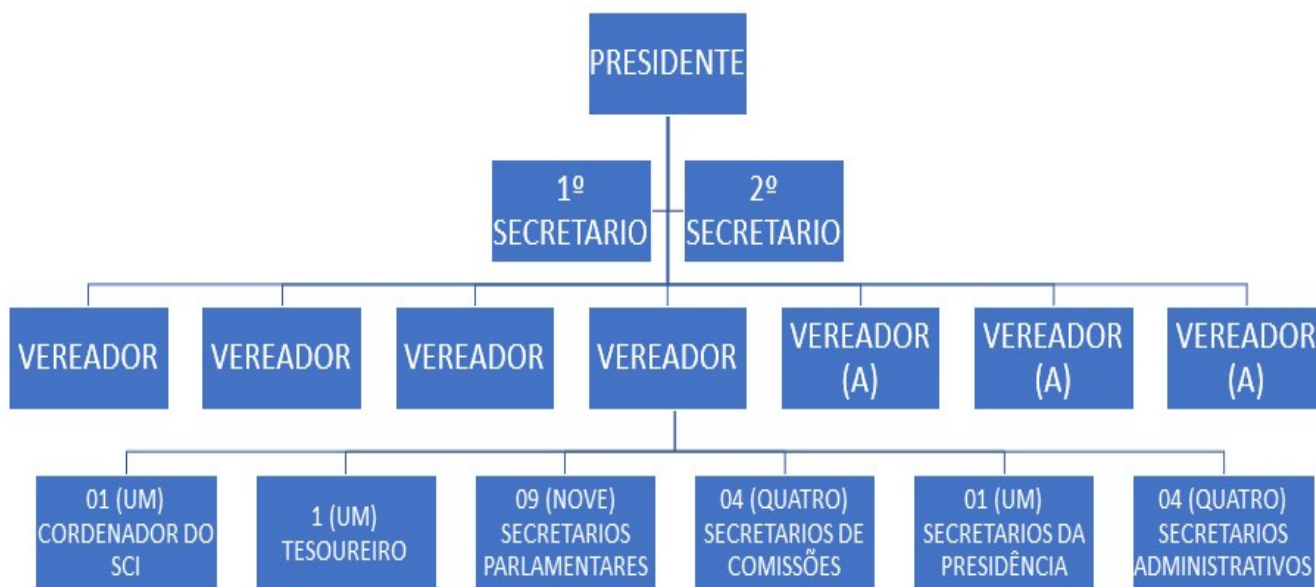 PRESIDENTE
1º
SECRETARIO
2º
SECRETARIO
VEREADOR
VEREADOR
VEREADOR
VEREADOR
VEREADOR
(A)
VEREADOR
(A)
VEREADOR
(A)
01 (UM)
CORDENADOR DO
SCI
1 (UM)
TESOUREIRO
09 (NOVE)
SECRETARIOS
PARLAMENTARES
04 (QUATRO)
SECRETARIOS DE
COMISSÕES
01 (UM)
SECRETARIOS DA
PRESIDÊNCIA
04 (QUATRO)
SECRETARIOS
ADMINISTRATIVOS